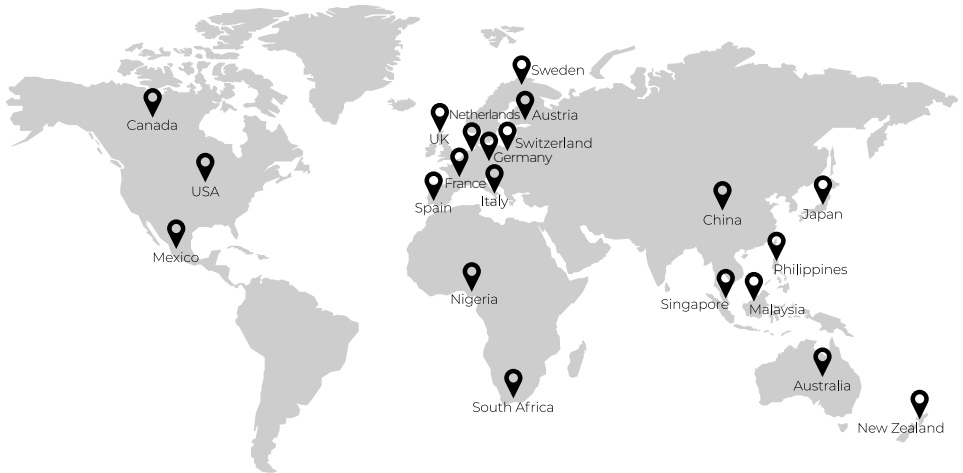 Sweden
Canada
Netherlands
Austria
UK
Switzerland
Germany
France
USA
Italy
Spain
China
Japan
Mexico
Philippines
Nigeria
Singapore
Malaysia
Australia
South Africa
New Zealand